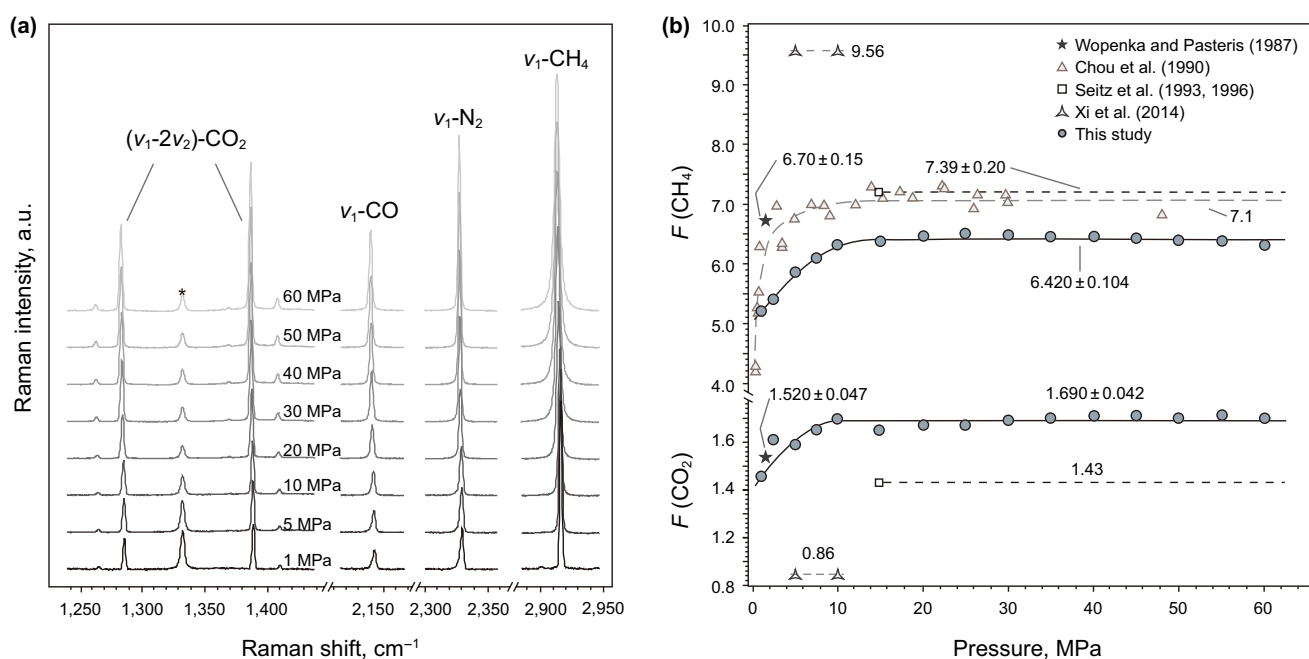 (a)
ν₁-CH₄
ν₁-N₂
(ν₁-2ν₂)-CO₂
ν₁-CO
*
60 MPa
50 MPa
40 MPa
30 MPa
20 MPa
10 MPa
5 MPa
1 MPa
Raman intensity, a.u.
1,250 1,300 1,350 1,400 2,150 2,300 2,350 2,900 2,950
Raman shift, cm⁻¹
(b)
10.0
9.0
8.0
7.0
6.0
5.0
4.0
1.6
1.4
1.2
1.0
0.8
F (CH₄)
F (CO₂)
9.56
Wopenka and Pasteris (1987)
Chou et al. (1990)
Seitz et al. (1993, 1996)
Xi et al. (2014)
This study
6.70 ± 0.15
7.39 ± 0.20
7.1
6.420 ± 0.104
1.520 ± 0.047
1.690 ± 0.042
1.43
0.86
0 10 20 30 40 50 60
Pressure, MPa